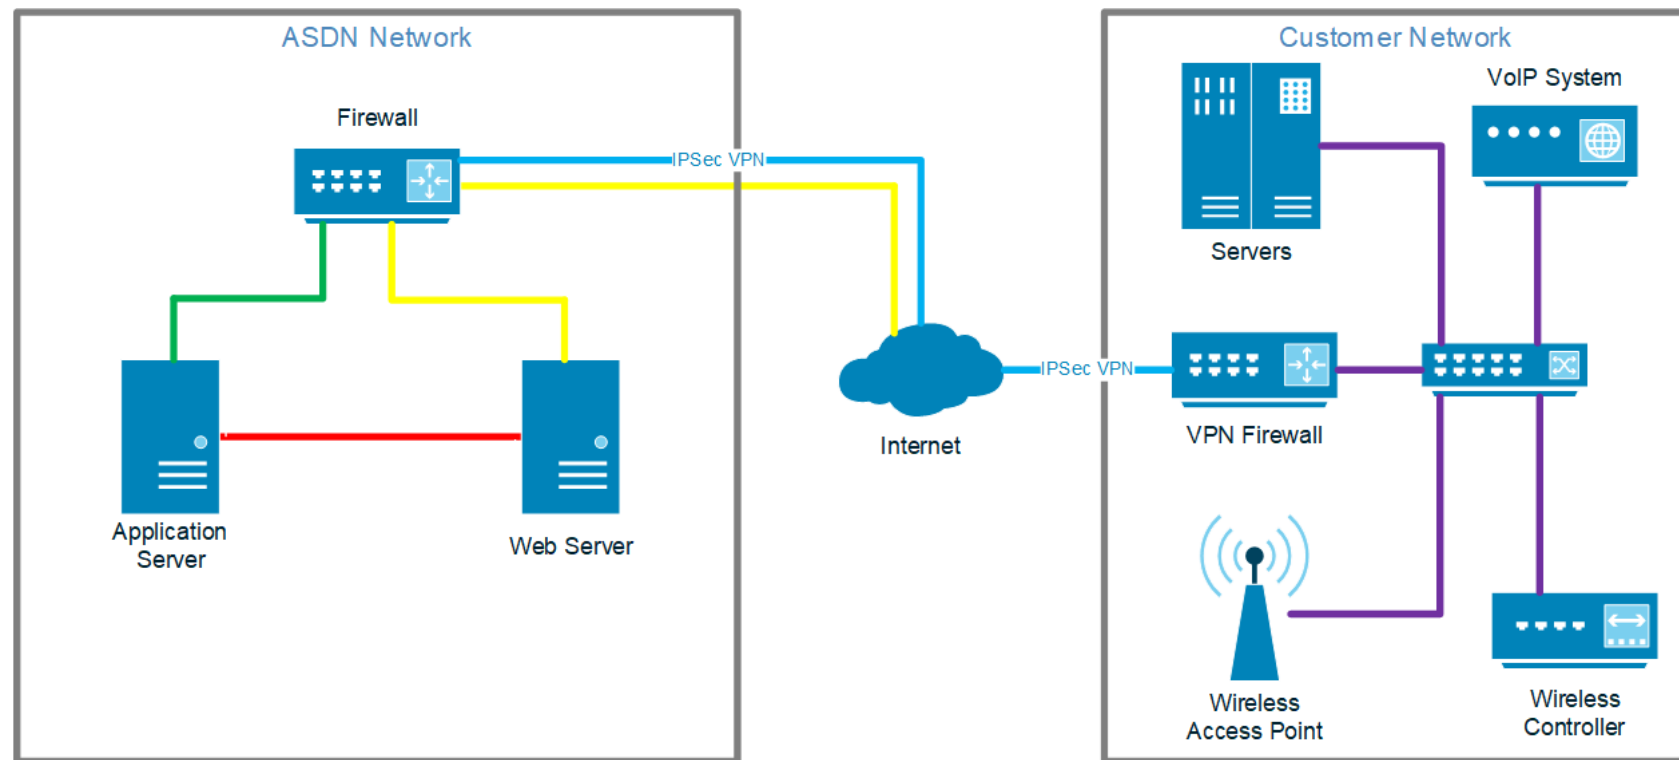 ASDN Network
Firewall
IPSec VPN
Application
Server
Web Server
Internet
Customer Network
VoIP System
Servers
IPSec VPN
VPN Firewall
Wireless
Access Point
Wireless
Controller